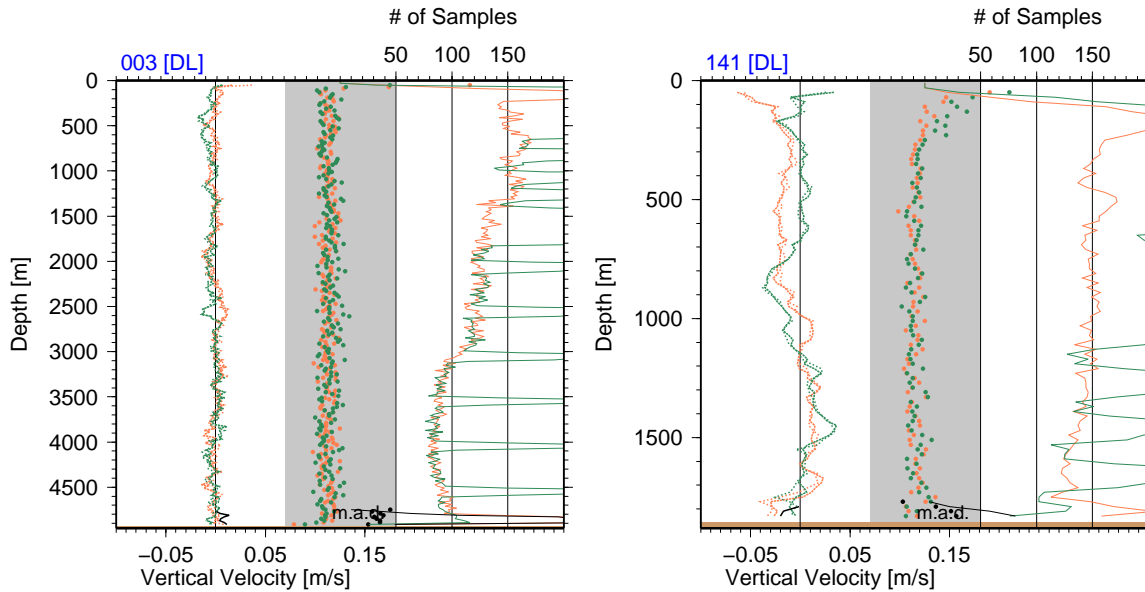 # of Samples
003 [DL]
50 100 150
0
500
1000
1500
2000
2500
3000
3500
4000
4500
Depth [m]
m.a.d.
−0.05 0.05 0.15
Vertical Velocity [m/s]
# of Samples
141 [DL]
50 100 150
0
500
1000
1500
Depth [m]
m.a.d.
−0.05 0.05 0.15
Vertical Velocity [m/s]